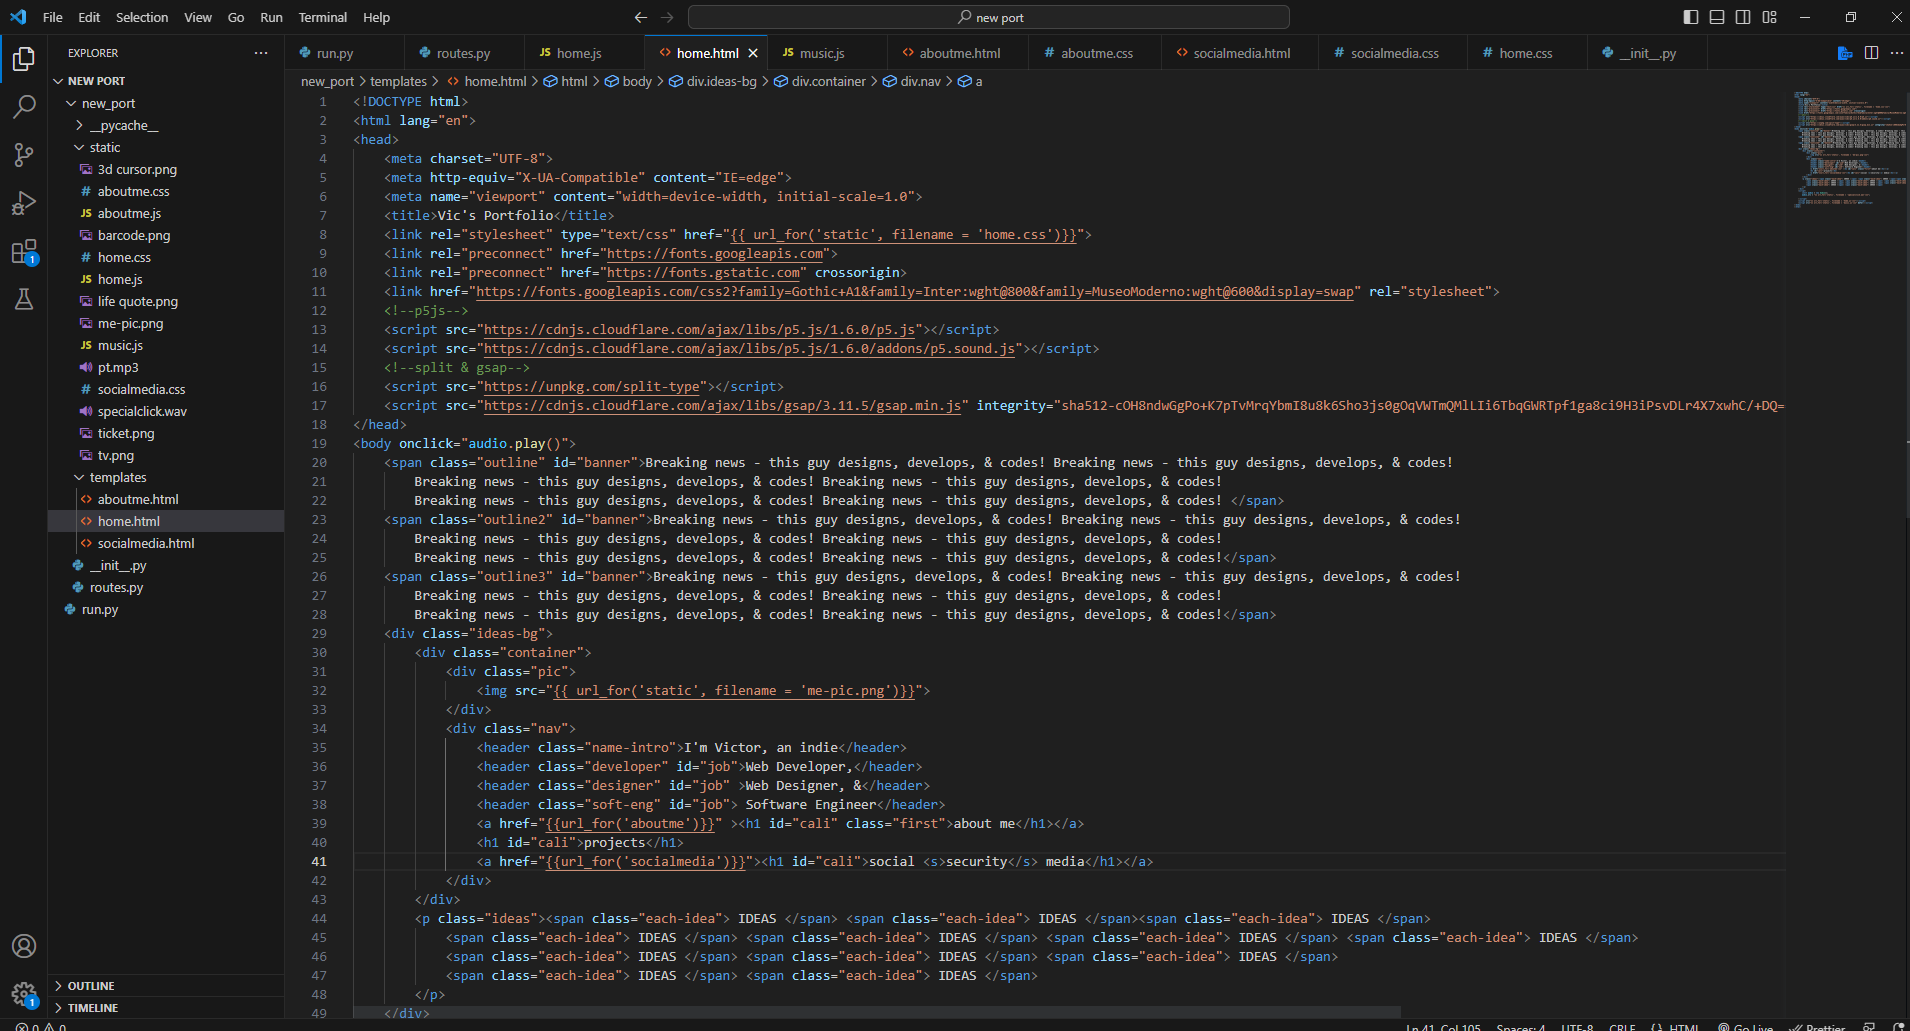 File Edit Selection View Go Run Terminal Help
new port
EXPLORER
NEW PORT
new_port
__pycache__
static
3d cursor.png
aboutme.css
aboutme.js
barcode.png
home.css
home.js
life quote.png
me-pic.png
music.js
pt.mp3
socialmedia.css
specialclick.wav
ticket.png
tv.png
templates
aboutme.html
home.html
socialmedia.html
__init__.py
routes.py
run.py
OUTLINE
TIMELINE
run.py routes.py JS home.js home.html JS music.js aboutme.html # aboutme.css socialmedia.html # socialmedia.css # home.css __init__.py
new_port > templates > home.html > html > body > div.ideas-bg > div.container > div.nav > a
1 <!DOCTYPE html>
2 <html lang="en">
3 <head>
4 <meta charset="UTF-8">
5 <meta http-equiv="X-UA-Compatible" content="IE=edge">
6 <meta name="viewport" content="width=device-width, initial-scale=1.0">
7 <title>Vic's Portfolio</title>
8 <link rel="stylesheet" type="text/css" href="{{ url_for('static', filename = 'home.css')}}">
9 <link rel="preconnect" href="https://fonts.googleapis.com">
10 <link rel="preconnect" href="https://fonts.gstatic.com" crossorigin>
11 <link href="https://fonts.googleapis.com/css2?family=Gothic+A1&family=Inter:wght@800&family=MuseoModerno:wght@600&display=swap" rel="stylesheet">
12 <!--p5js-->
13 <script src="https://cdnjs.cloudflare.com/ajax/libs/p5.js/1.6.0/p5.js"></script>
14 <script src="https://cdnjs.cloudflare.com/ajax/libs/p5.js/1.6.0/addons/p5.sound.js"></script>
15 <!--split & gsap-->
16 <script src="https://unpkg.com/split-type"></script>
17 <script src="https://cdnjs.cloudflare.com/ajax/libs/gsap/3.11.5/gsap.min.js" integrity="sha512-cOH8ndwGgPo+K7pTvMrqYbmI8u8k6Sho3js0gOqVWTmQMlLIi6TbqGWRTpf1ga8ci9H3iPsvDLr4X7xwhC/+DQ=
18 </head>
19 <body onclick="audio.play()">
20 <span class="outline" id="banner">Breaking news - this guy designs, develops, & codes! Breaking news - this guy designs, develops, & codes!
21 Breaking news - this guy designs, develops, & codes! Breaking news - this guy designs, develops, & codes!
22 Breaking news - this guy designs, develops, & codes! Breaking news - this guy designs, develops, & codes! </span>
23 <span class="outline2" id="banner">Breaking news - this guy designs, develops, & codes! Breaking news - this guy designs, develops, & codes!
24 Breaking news - this guy designs, develops, & codes! Breaking news - this guy designs, develops, & codes!
25 Breaking news - this guy designs, develops, & codes! Breaking news - this guy designs, develops, & codes!</span>
26 <span class="outline3" id="banner">Breaking news - this guy designs, develops, & codes! Breaking news - this guy designs, develops, & codes!
27 Breaking news - this guy designs, develops, & codes! Breaking news - this guy designs, develops, & codes!
28 Breaking news - this guy designs, develops, & codes! Breaking news - this guy designs, develops, & codes!</span>
29 <div class="ideas-bg">
30 <div class="container">
31 <div class="pic">
32 <img src="{{ url_for('static', filename = 'me-pic.png')}}">
33 </div>
34 <div class="nav">
35 <header class="name-intro">I'm Victor, an indie</header>
36 <header class="developer" id="job">Web Developer,</header>
37 <header class="designer" id="job" >Web Designer, &</header>
38 <header class="soft-eng" id="job"> Software Engineer</header>
39 <a href="{{url_for('aboutme')}}" ><h1 id="cali" class="first">about me</h1></a>
40 <h1 id="cali">projects</h1>
41 <a href="{{url_for('socialmedia')}}"><h1 id="cali">social <s>security</s> media</h1></a>
42 </div>
43 </div>
44 <p class="ideas"><span class="each-idea"> IDEAS </span> <span class="each-idea"> IDEAS </span><span class="each-idea"> IDEAS </span>
45 <span class="each-idea"> IDEAS </span> <span class="each-idea"> IDEAS </span> <span class="each-idea"> IDEAS </span> <span class="each-idea"> IDEAS </span>
46 <span class="each-idea"> IDEAS </span> <span class="each-idea"> IDEAS </span> <span class="each-idea"> IDEAS </span>
47 <span class="each-idea"> IDEAS </span> <span class="each-idea"> IDEAS </span>
48 </p>
49 </div>
0 0 Ln 41, Col 105 Spaces: 4 UTF-8 CRLF {} HTML Go Live Prettier